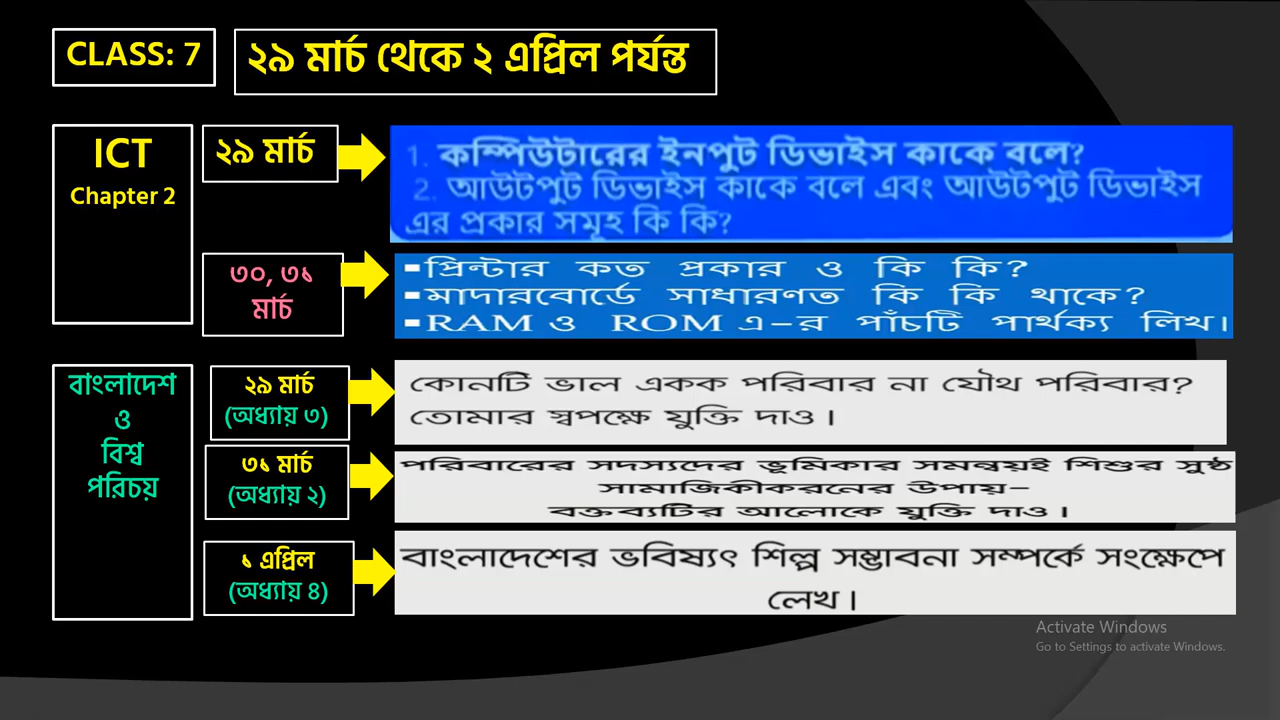 CLASS: 7
২৯ মার্চ থেকে ২ এপ্রিল পর্যন্ত
ICT
Chapter 2
২৯ মার্চ
1. কম্পিউটারের ইনপুট ডিভাইস কাকে বলে?
2. আউটপুট ডিভাইস কাকে বলে এবং আউটপুট ডিভাইস
এর প্রকার সমূহ কি কি?
৩০, ৩১
মার্চ
▪প্রিন্টার কত প্রকার ও কি কি?
▪মাদারবোর্ডে সাধারণত কি কি থাকে?
▪RAM ও ROM এ-র পাঁচটি পার্থক্য লিখ।
বাংলাদেশ
ও
বিশ্ব
পরিচয়
২৯ মার্চ
(অধ্যায় ৩)
কোনটি ভাল একক পরিবার না যৌথ পরিবার?
তোমার স্বপক্ষে যুক্তি দাও।
৩১ মার্চ
(অধ্যায় ২)
পরিবারের সদস্যদের ভূমিকার সমন্বয়ই শিশুর সুষ্ঠ
সামাজিকীকরনের উপায়-
বক্তব্যটির আলোকে যুক্তি দাও।
১ এপ্রিল
(অধ্যায় ৪)
বাংলাদেশের ভবিষ্যৎ শিল্প সম্ভাবনা সম্পর্কে সংক্ষেপে
লেখ।
Activate Windows
Go to Settings to activate Windows.